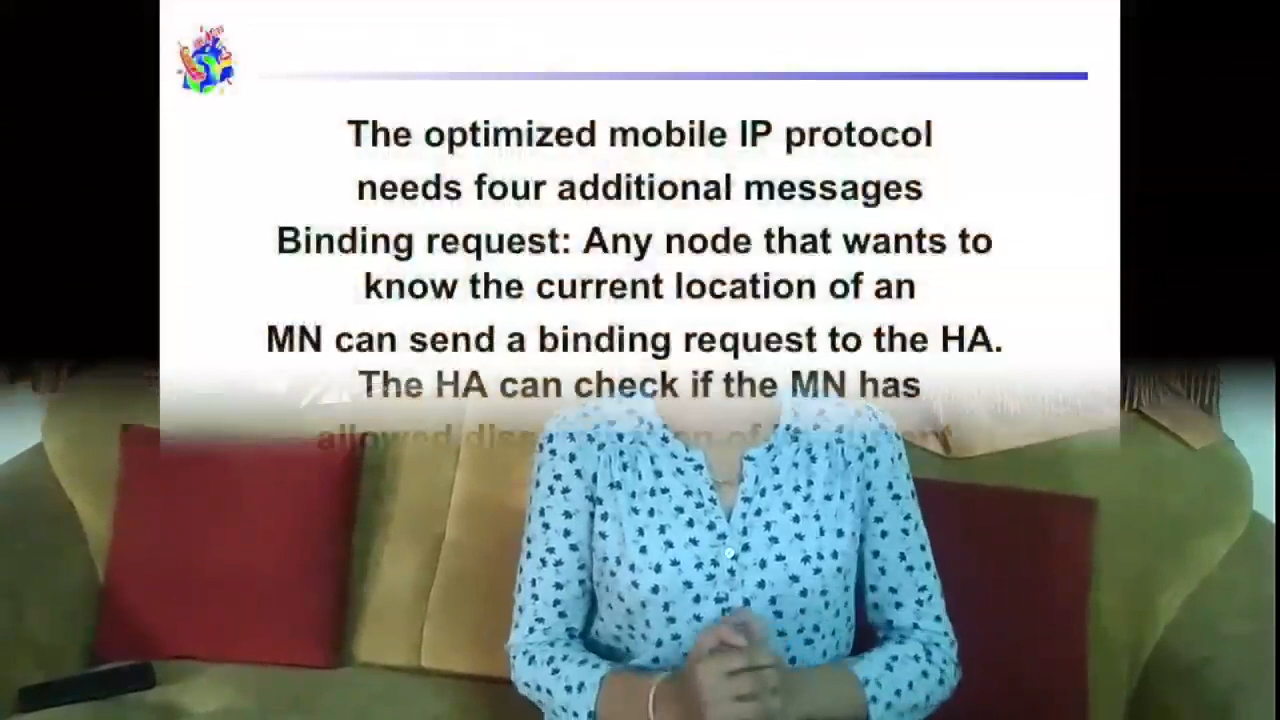 The optimized mobile IP protocol
needs four additional messages
Binding request: Any node that wants to
know the current location of an
MN can send a binding request to the HA.
The HA can check if the MN has
allowed